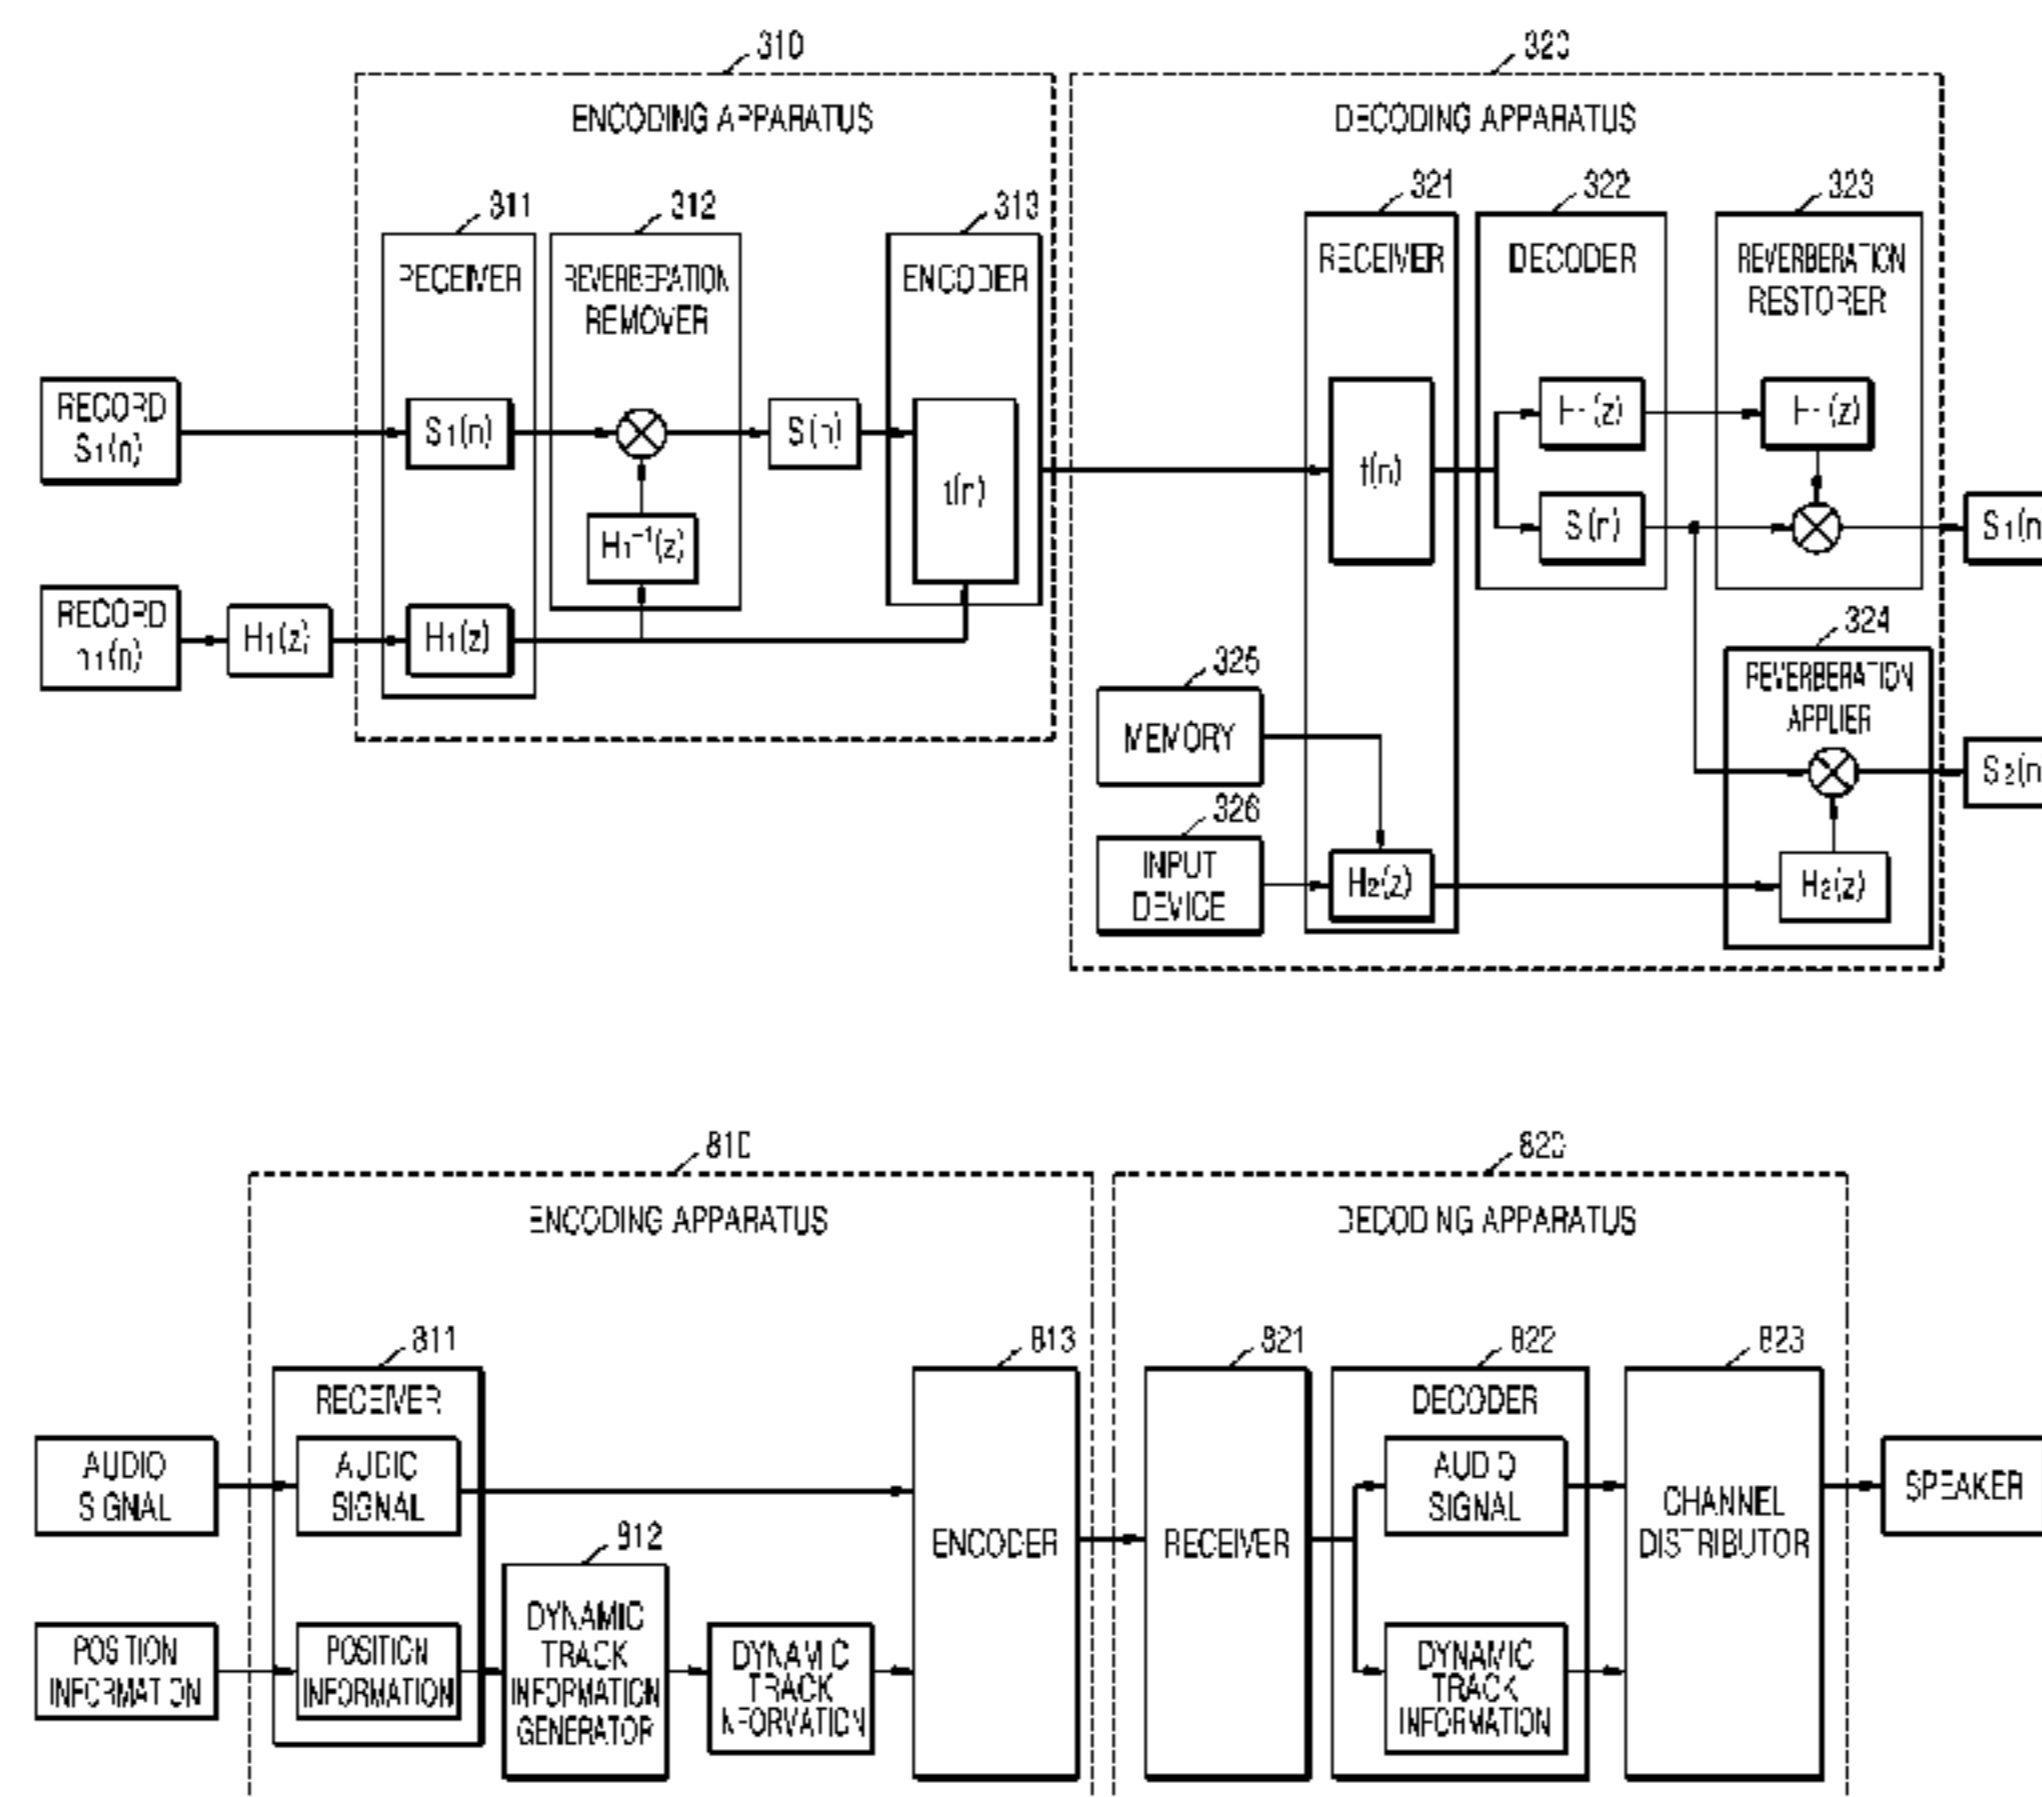 310
ENCODING APPARATUS
311
RECEIVER
312
REVERBERATION
REMOVER
313
ENCODER
RECORD
S1(n)
S1(n)
S(n)
t(n)
H1⁻¹(z)
RECORD
h1(n)
H1(z)
H1(z)
320
DECODING APPARATUS
321
RECEIVER
322
DECODER
323
REVERBERATION
RESTORER
t(n)
H1(z)
H1(z)
S(n)
S1(n
324
REVERBERATION
APPLIER
325
MEMORY
S2(n
326
INPUT
DEVICE
H2(z)
H2(z)
810
ENCODING APPARATUS
811
RECEIVER
813
AUDIO
SIGNAL
AUDIO
SIGNAL
812
ENCODER
POSITION
INFORMATION
POSITION
INFORMATION
DYNAMIC
TRACK
INFORMATION
GENERATOR
DYNAMIC
TRACK
INFORMATION
820
DECODING APPARATUS
821
RECEIVER
822
DECODER
823
AUDIO
SIGNAL
CHANNEL
DISTRIBUTOR
SPEAKER
DYNAMIC
TRACK
INFORMATION